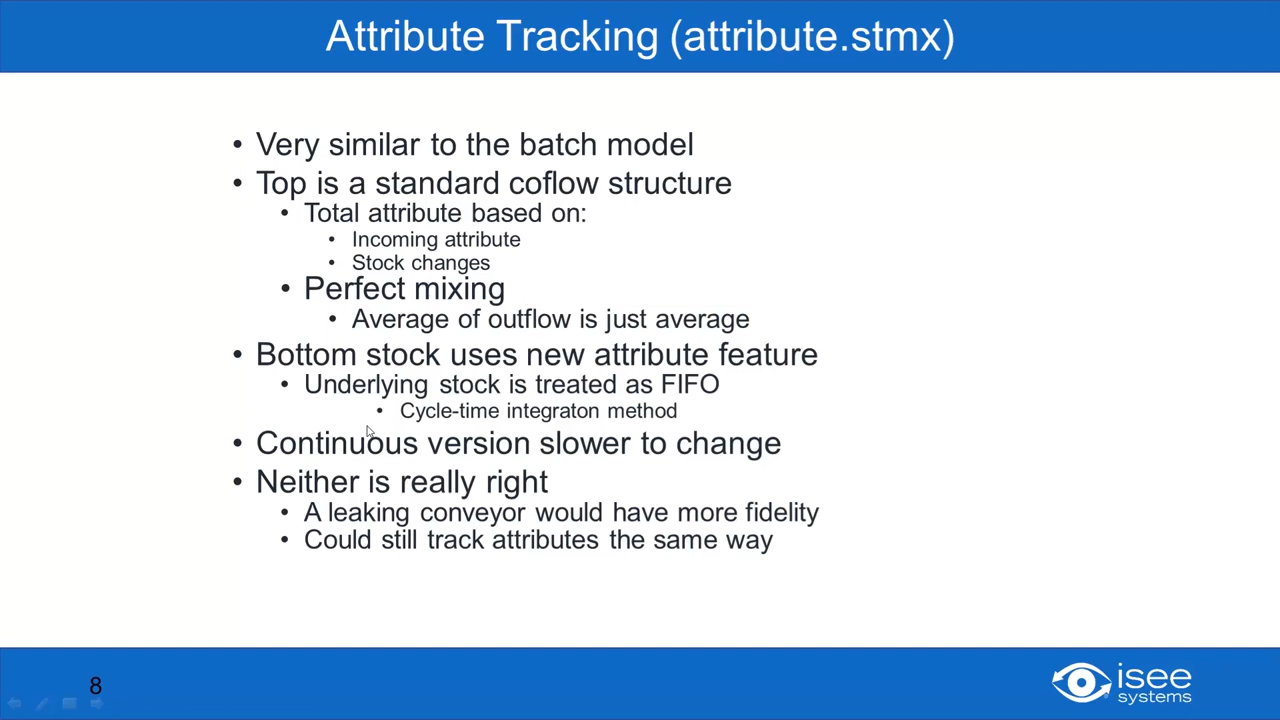 Attribute Tracking (attribute.stmx)
• Very similar to the batch model
• Top is a standard coflow structure
• Total attribute based on:
• Incoming attribute
• Stock changes
• Perfect mixing
• Average of outflow is just average
• Bottom stock uses new attribute feature
• Underlying stock is treated as FIFO
• Cycle-time integraton method
• Continuous version slower to change
• Neither is really right
• A leaking conveyor would have more fidelity
• Could still track attributes the same way
8
isee
systems